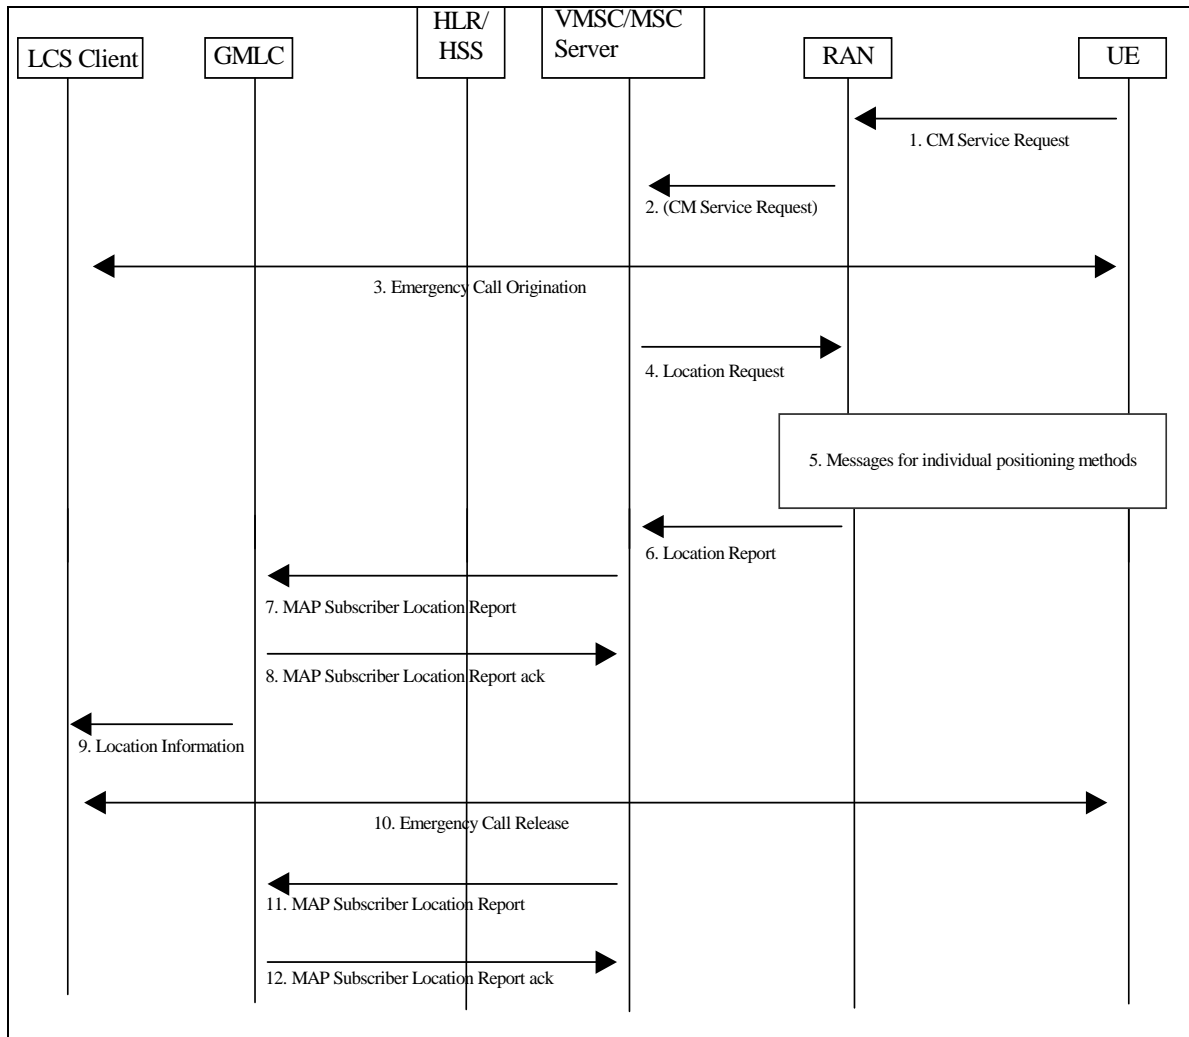 LCS Client
GMLC
HLR/
HSS
VMSC/MSC
Server
RAN
UE
1. CM Service Request
2. (CM Service Request)
3. Emergency Call Origination
4. Location Request
5. Messages for individual positioning methods
6. Location Report
7. MAP Subscriber Location Report
8. MAP Subscriber Location Report ack
9. Location Information
10. Emergency Call Release
11. MAP Subscriber Location Report
12. MAP Subscriber Location Report ack